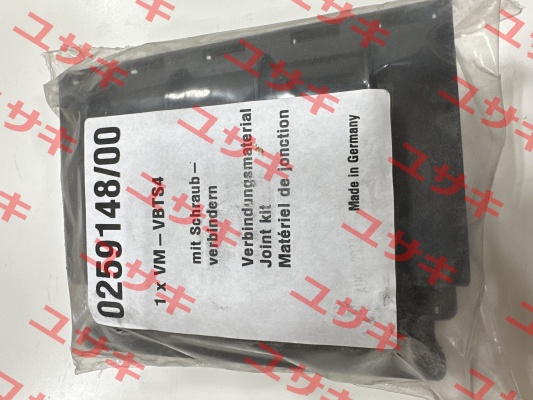 0259148/00
1 x VM – VBTS4
mit Schraub –
verbindern
Verbindungsmaterial
Joint kit
Matériel de jonction
Made in Germany
ユサキ